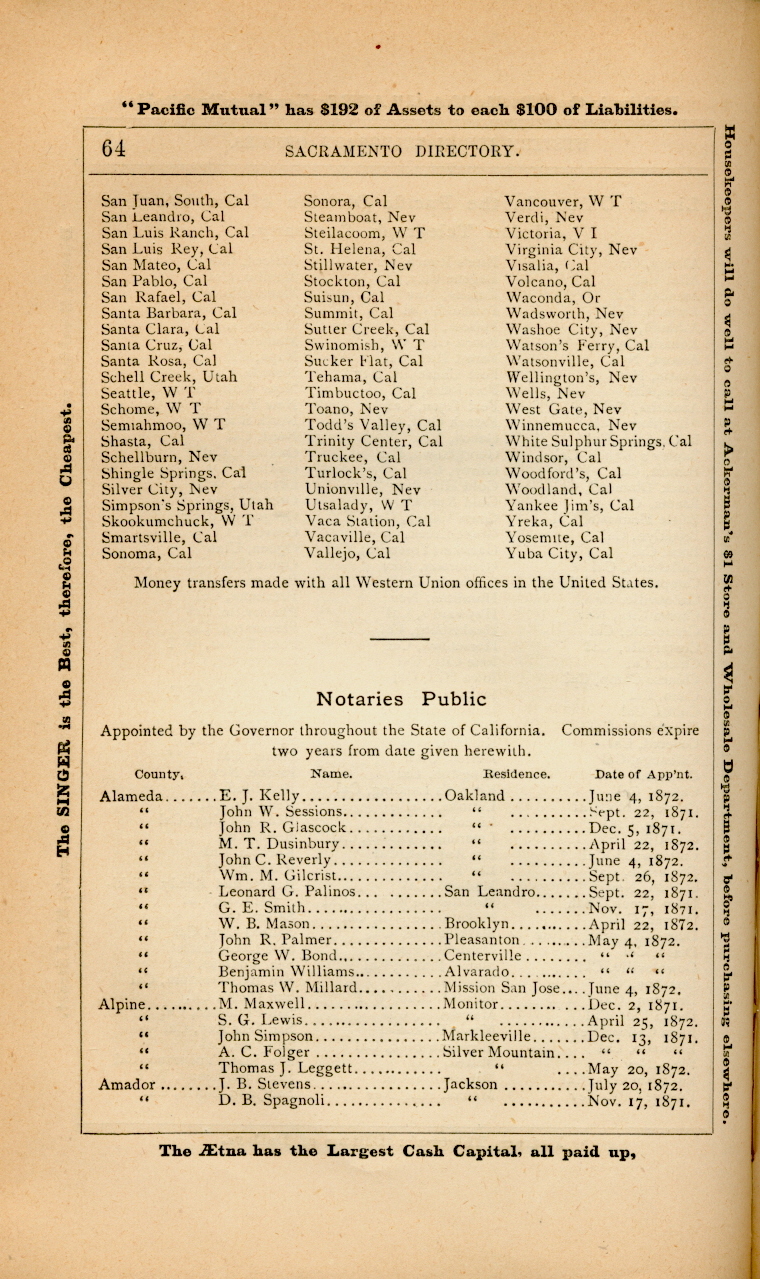 “Pacific Mutual” has $192 of Assets to each $100 of Liabilities.
64
SACRAMENTO DIRECTORY.
San Juan, South, Cal
San Leandro, Cal
San Luis Ranch, Cal
San Luis Rey, Cal
San Mateo, Cal
San Pablo, Cal
San Rafael, Cal
Santa Barbara, Cal
Santa Clara, Cal
Santa Cruz, Cal
Santa Rosa, Cal
Schell Creek, Utah
Seattle, W T
Schome, W T
Semiahmoo, W T
Shasta, Cal
Schellburn, Nev
Shingle Springs, Cal
Silver City, Nev
Simpson's Springs, Utah
Skookumchuck, W T
Smartsville, Cal
Sonoma, Cal
Sonora, Cal
Steamboat, Nev
Steilacoom, W T
St. Helena, Cal
Stillwater, Nev
Stockton, Cal
Suisun, Cal
Summit, Cal
Sutter Creek, Cal
Swinomish, W T
Sucker Flat, Cal
Tehama, Cal
Timbuctoo, Cal
Toano, Nev
Todd's Valley, Cal
Trinity Center, Cal
Truckee, Cal
Turlock's, Cal
Unionville, Nev
Utsalady, W T
Vaca Station, Cal
Vacaville, Cal
Vallejo, Cal
Vancouver, W T
Verdi, Nev
Victoria, V I
Virginia City, Nev
Visalia, Cal
Volcano, Cal
Waconda, Or
Wadsworth, Nev
Washoe City, Nev
Watson's Ferry, Cal
Watsonville, Cal
Wellington's, Nev
Wells, Nev
West Gate, Nev
Winnemucca, Nev
White Sulphur Springs, Cal
Windsor, Cal
Woodford's, Cal
Woodland, Cal
Yankee Jim's, Cal
Yreka, Cal
Yosemite, Cal
Yuba City, Cal
Money transfers made with all Western Union offices in the United States.
Notaries Public
Appointed by the Governor throughout the State of California. Commissions expire
two years from date given herewith.
County, Name. Residence. Date of App'nt.
Alameda.......E. J. Kelly..................Oakland ..........June 4, 1872.
“ John W. Sessions............. “ ..........Sept. 22, 1871.
“ John R. Glascock............. “ ..........Dec. 5, 1871.
“ M. T. Dusinbury............. “ ..........April 22, 1872.
“ John C. Reverly.............. “ ..........June 4, 1872.
“ Wm. M. Gilcrist.............. “ ..........Sept. 26, 1872.
“ Leonard G. Palinos... ........San Leandro.......Sept. 22, 1871.
“ G. E. Smith.................. “ .......Nov. 17, 1871.
“ W. B. Mason.................Brooklyn..........April 22, 1872.
“ John R. Palmer..............Pleasanton.........May 4, 1872.
“ George W. Bond.............Centerville ........ “ “ “
“ Benjamin Williams...........Alvarado.......... “ “ “
“ Thomas W. Millard...........Mission San Jose....June 4, 1872.
Alpine..........M. Maxwell.................Monitor........ ...Dec. 2, 1871.
“ S. G. Lewis.................. “ ...........April 25, 1872.
“ John Simpson................Markleeville.......Dec. 13, 1871.
“ A. C. Folger ................Silver Mountain.... “ “ “
“ Thomas J. Leggett............ “ ....May 20, 1872.
Amador ........J. B. Stevens.................Jackson ...........July 20, 1872.
“ D. B. Spagnoli............... “ ...........Nov. 17, 1871.
The Ætna has the Largest Cash Capital, all paid up,
The SINGER is the Best, therefore, the Cheapest.
Housekeepers will do well to call at Ackerman's $1 Store and Wholesale Department, before purchasing elsewhere.